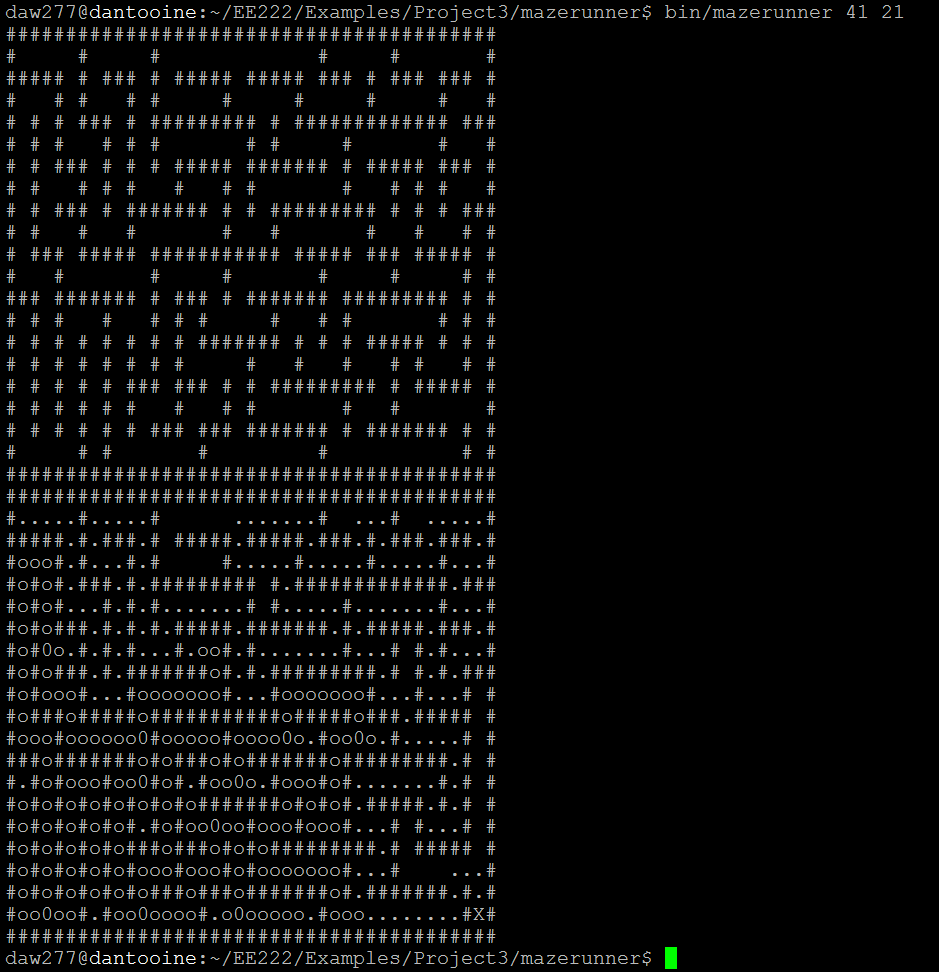 daw277@dantooine:~/EE222/Examples/Project3/mazerunner$ bin/mazerunner 41 21
#########################################
#     #     #             #     #       #
##### # ### # ##### ##### ### # ### ### #
#   # #   # #     #     #     #     #   #
# # # ### # ######### # ############# ###
# # #   # # #       # #     #       #   #
# # ### # # # ##### ####### # ##### ### #
# #   # # #   #   # #       #   # # #   #
# # ### # ####### # # ######### # # # ###
# #   #   #       #   #       #   #   # #
# ### ##### ########### ##### ### ##### #
#   #       #     #       #     #     # #
### ####### # ### # ####### ######### # #
# # #   #   # # #     #   # #       # # #
# # # # # # # # ####### # # # ##### # # #
# # # # # # # #     #   #   #   # #   # #
# # # # # ### ### # # ######### # ##### #
# # # # # #   #   # #       #   #       #
# # # # # # ### ### ####### # ####### # #
#     # #       #         #           # #
#########################################
#########################################
#.....#.....#      .......#  ...#  .....#
#####.#.###.# #####.#####.###.#.###.###.#
#ooo#.#...#.#     #.....#.....#.....#...#
#o#o#.###.#.######### #.#############.###
#o#o#...#.#.#.......# #.....#.......#...#
#o#o###.#.#.#.#####.#######.#.#####.###.#
#o#0o.#.#.#...#.oo#.#.......#...# #.#...#
#o#o###.#.#######o#.#.#########.# #.#.###
#o#ooo#...#ooooooo#...#ooooooo#...#...# #
#o###o#####o###########o#####o###.##### #
#ooo#oooooo0#ooooo#oooo0o.#oo0o.#.....# #
###o#######o#o###o#o#######o#########.# #
#.#o#ooo#oo0#o#.#oo0o.#ooo#o#.......#.# #
#o#o#o#o#o#o#o#o#######o#o#o#.#####.#.# #
#o#o#o#o#o#.#o#oo0oo#ooo#ooo#...# #...# #
#o#o#o#o#o###o###o#o#o#########.# ##### #
#o#o#o#o#o#ooo#ooo#o#ooooooo#...#    ...#
#o#o#o#o#o#o###o###o#######o#.#######.#.#
#oo0oo#.#oo0oooo#.o0ooooo.#ooo........#X#
#########################################
daw277@dantooine:~/EE222/Examples/Project3/mazerunner$